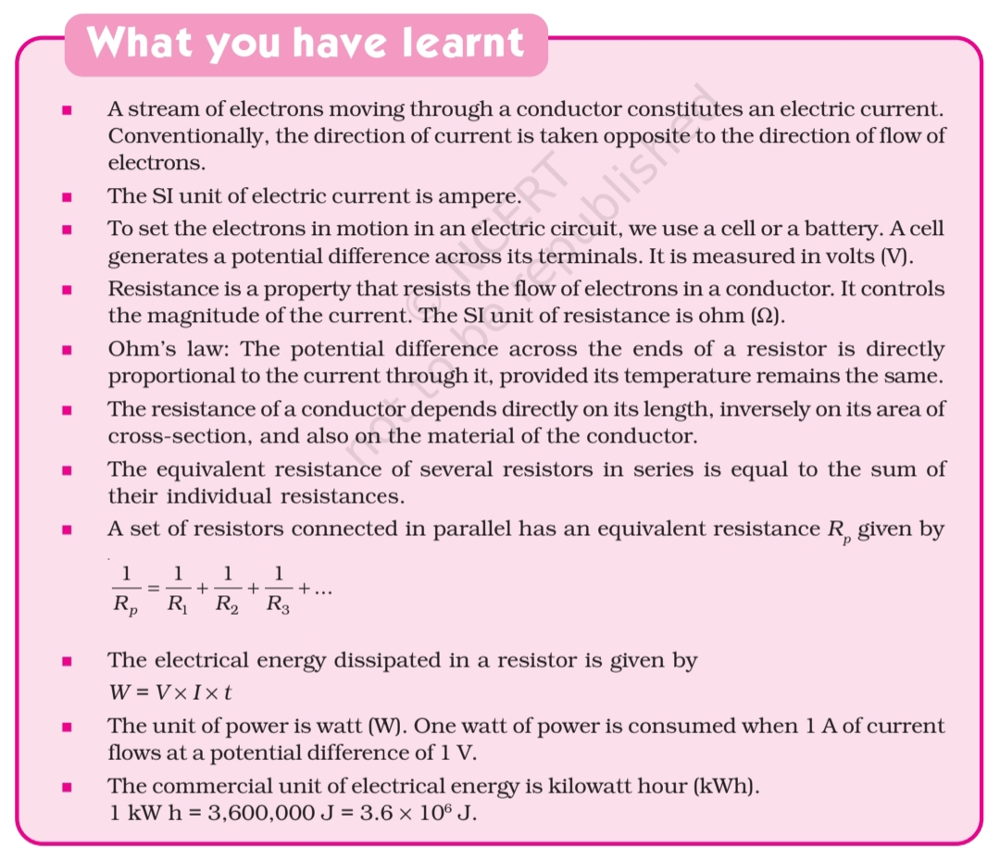 What you have learnt
■ A stream of electrons moving through a conductor constitutes an electric current.
Conventionally, the direction of current is taken opposite to the direction of flow of
electrons.
■ The SI unit of electric current is ampere.
■ To set the electrons in motion in an electric circuit, we use a cell or a battery. A cell
generates a potential difference across its terminals. It is measured in volts (V).
■ Resistance is a property that resists the flow of electrons in a conductor. It controls
the magnitude of the current. The SI unit of resistance is ohm (Ω).
■ Ohm’s law: The potential difference across the ends of a resistor is directly
proportional to the current through it, provided its temperature remains the same.
■ The resistance of a conductor depends directly on its length, inversely on its area of
cross-section, and also on the material of the conductor.
■ The equivalent resistance of several resistors in series is equal to the sum of
their individual resistances.
■ A set of resistors connected in parallel has an equivalent resistance Rₚ given by
1/Rₚ = 1/R₁ + 1/R₂ + 1/R₃ + ...
■ The electrical energy dissipated in a resistor is given by
W = V × I × t
■ The unit of power is watt (W). One watt of power is consumed when 1 A of current
flows at a potential difference of 1 V.
■ The commercial unit of electrical energy is kilowatt hour (kWh).
1 kW h = 3,600,000 J = 3.6 × 10⁶ J.
© NCERT
not to be republished